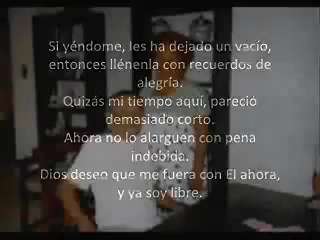 Si yéndome, les ha dejado un vacío,
entonces llénenla con recuerdos de
alegría.
Quizás mi tiempo aquí, pareció
demasiado corto.
Ahora no lo alarguen con pena
indebida.
Dios deseo que me fuera con El ahora,
y ya soy libre.